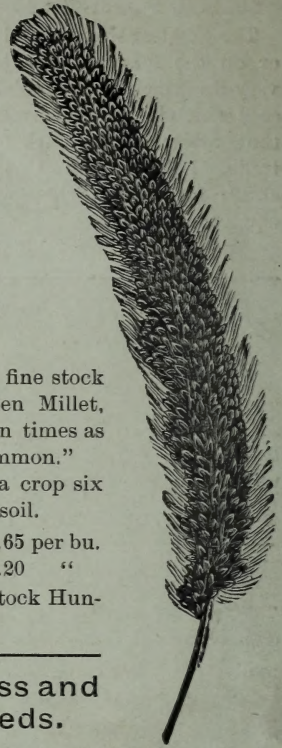 fine stock
en Millet,
n times as
mmon."
a crop six
soil.
.65 per bu.
.20 "
tock Hun-
ss and
eds.